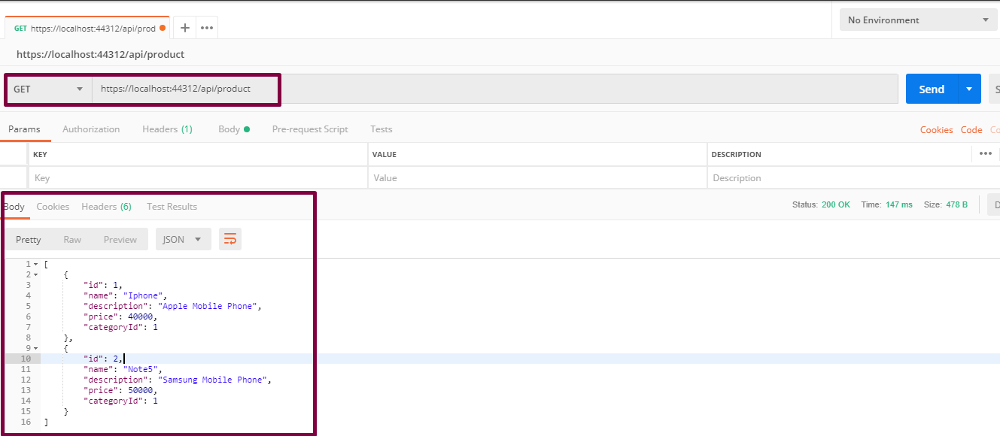 GET https://localhost:44312/api/prod
No Environment
https://localhost:44312/api/product
GET https://localhost:44312/api/product Send S
Params Authorization Headers (1) Body Pre-request Script Tests Cookies Code Co
KEY VALUE DESCRIPTION
Key Value Description
Body Cookies Headers (6) Test Results Status: 200 OK Time: 147 ms Size: 478 B D
Pretty Raw Preview JSON
1 [
2 {
3 "id": 1,
4 "name": "Iphone",
5 "description": "Apple Mobile Phone",
6 "price": 40000,
7 "categoryId": 1
8 },
9 {
10 "id": 2,
11 "name": "Note5",
12 "description": "Samsung Mobile Phone",
13 "price": 50000,
14 "categoryId": 1
15 }
16 ]